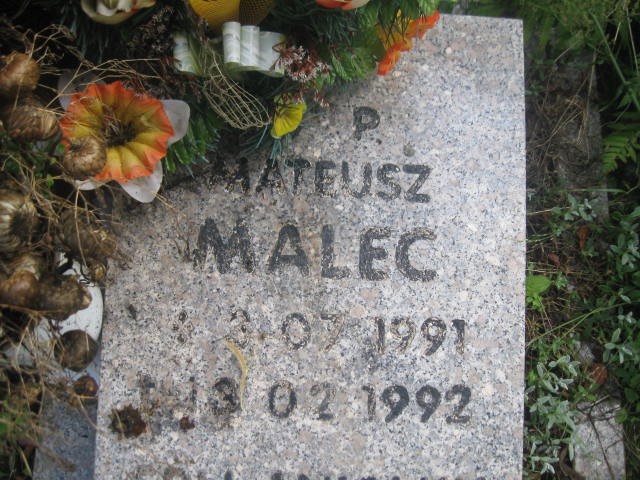 P
MATEUSZ
MALEC
* 3 07 1991
† 13 02 1992